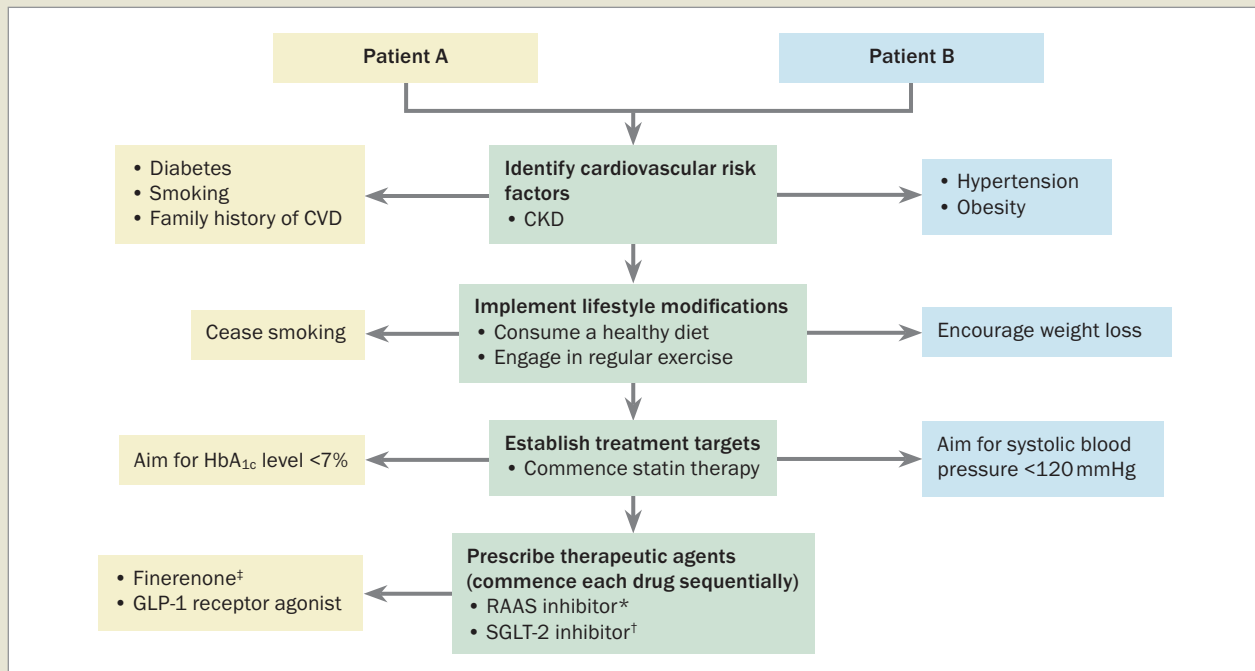 Patient A
Patient B
• Diabetes
• Smoking
• Family history of CVD
Identify cardiovascular risk
factors
• CKD
• Hypertension
• Obesity
Cease smoking
Implement lifestyle modifications
• Consume a healthy diet
• Engage in regular exercise
Encourage weight loss
Aim for HbA1c level <7%
Establish treatment targets
• Commence statin therapy
Aim for systolic blood
pressure <120 mmHg
• Finerenone‡
• GLP-1 receptor agonist
Prescribe therapeutic agents
(commence each drug sequentially)
• RAAS inhibitor*
• SGLT-2 inhibitor†